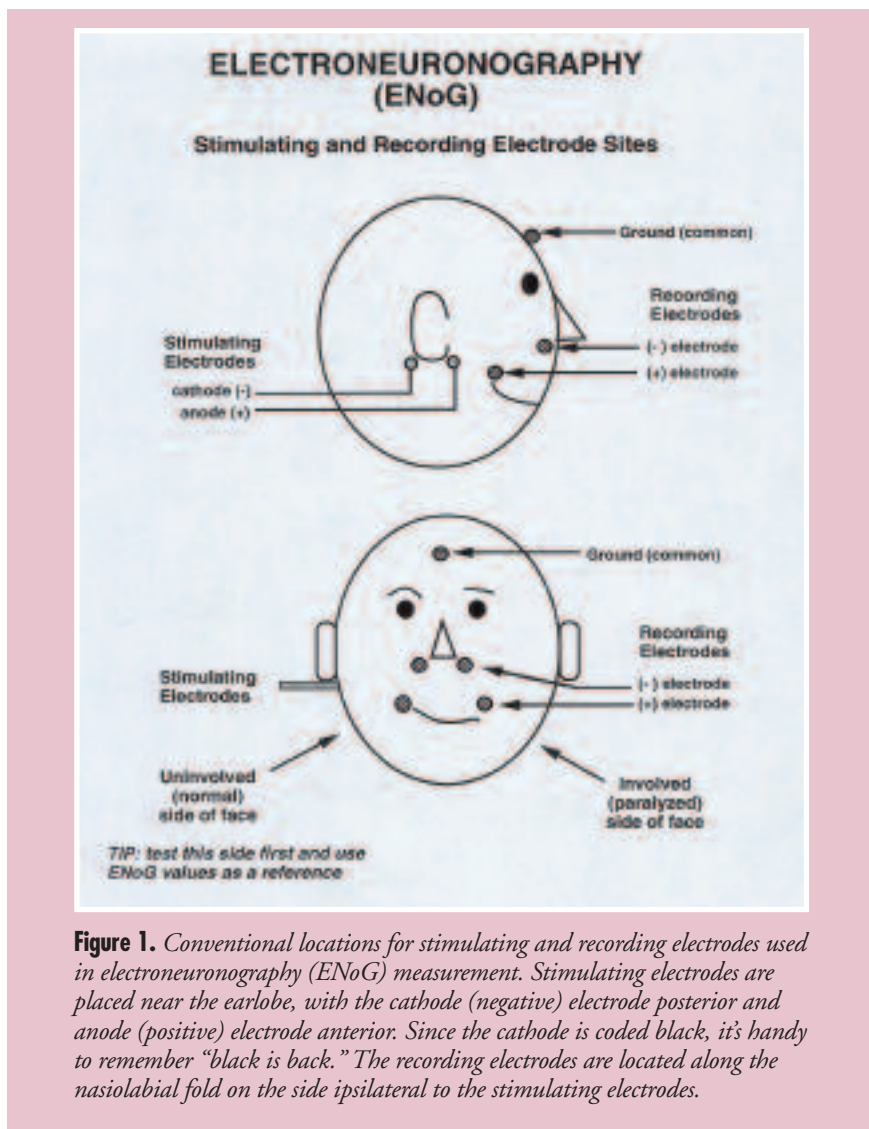 ELECTRONEURONOGRAPHY
(ENoG)
Stimulating and Recording Electrode Sites
Ground (common)
Recording
Electrodes
Stimulating
Electrodes
(-) electrode
(+) electrode
cathode (-)
anode (+)
Ground (common)
Recording
Electrodes
Stimulating
Electrodes
(-) electrode
(+) electrode
Uninvolved
(normal)
side of face
Involved
(paralyzed)
side of face
TIP: test this side first and use
ENoG values as a reference
Figure 1. Conventional locations for stimulating and recording electrodes used
in electroneuronography (ENoG) measurement. Stimulating electrodes are
placed near the earlobe, with the cathode (negative) electrode posterior and
anode (positive) electrode anterior. Since the cathode is coded black, it’s handy
to remember “black is back.” The recording electrodes are located along the
nasiolabial fold on the side ipsilateral to the stimulating electrodes.